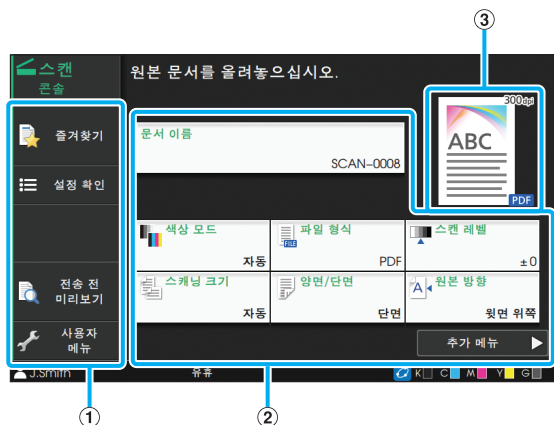 ③
스캔
콘솔
원본 문서를 올려놓으십시오.
300dpi
ABC
PDF
즐겨찾기
설정 확인
전송 전
미리보기
사용자
메뉴
문서 이름
SCAN-0008
색상 모드
자동
FILE
파일 형식
PDF
스캔 레벨
±0
스캐닝 크기
자동
양면/단면
단면
A
원본 방향
윗면 위쪽
추가 메뉴
J.Smith
유휴
K C M Y G
①
②